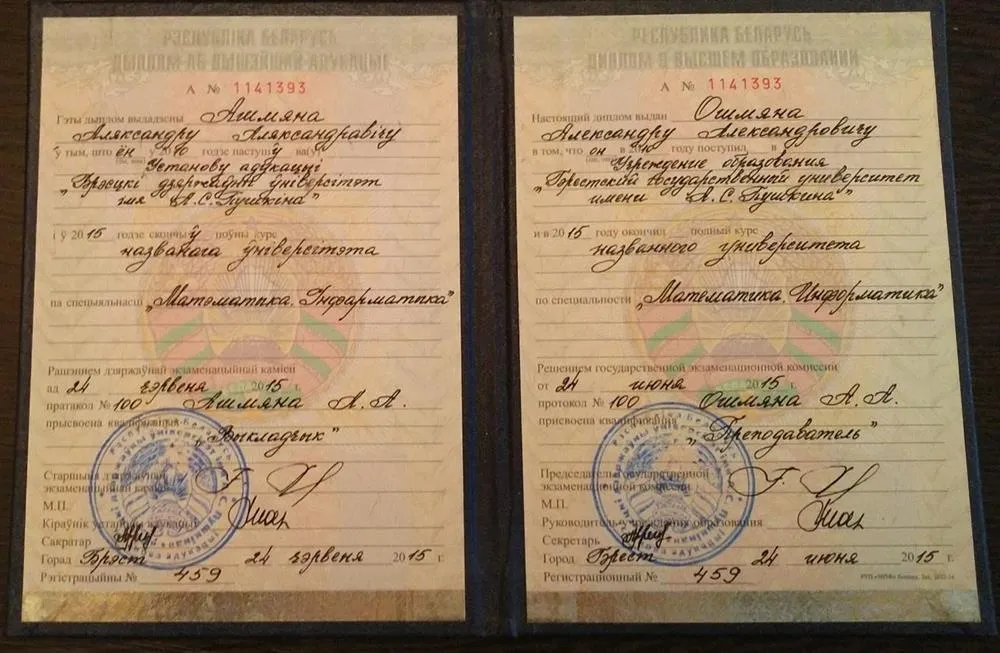 РЭСПУБЛІКА БЕЛАРУСЬ
ДЫПЛОМ АБ ВЫШЭЙШАЙ АДУКАЦЫІ
А № 1141393
Гэты дыплом выдадзены Ашмяна
Аляксандру Аляксандравічу
ў тым, што ён у 2010 годзе паступіў ва(ў)
Установу адукацыі
„Брэсцкі дзяржаўны ўніверсітэт
імя А.С. Пушкіна"
і ў 2015 годзе скончыў поўны курс
названага ўніверсітэта
па спецыяльнасці „Матэматыка. Інфарматыка"
Рашэннем дзяржаўнай экзаменацыйнай камісіі
ад 24 чэрвеня 2015 г.
пратакол № 100 Ашмяна А. А.
прысвоена кваліфікацыя
„Выкладчык"
Старшыня дзяржаўнай
экзаменацыйнай камісіі
М.П.
Кіраўнік установы адукацыі
Сакратар
Горад Брэст 24 чэрвеня 2015 г.
Рэгістрацыйны № 459
РЕСПУБЛИКА БЕЛАРУСЬ
ДИПЛОМ О ВЫСШЕМ ОБРАЗОВАНИИ
А № 1141393
Настоящий диплом выдан Ошмяна
Александру Александровичу
в том, что он в 2010 году поступил в
Учреждение образования
"Брестский государственный университет
имени А.С. Пушкина"
и в 2015 году окончил полный курс
названного университета
по специальности „Математика. Информатика"
Решением государственной экзаменационной комиссии
от 24 июня 2015 г.
протокол № 100 Ошмяна А. А.
присвоена квалификация
„Преподаватель"
Председатель государственной
экзаменационной комиссии
М.П.
Руководитель учреждения образования
Секретарь
Город Брест 24 июня 2015 г.
Регистрационный № 459